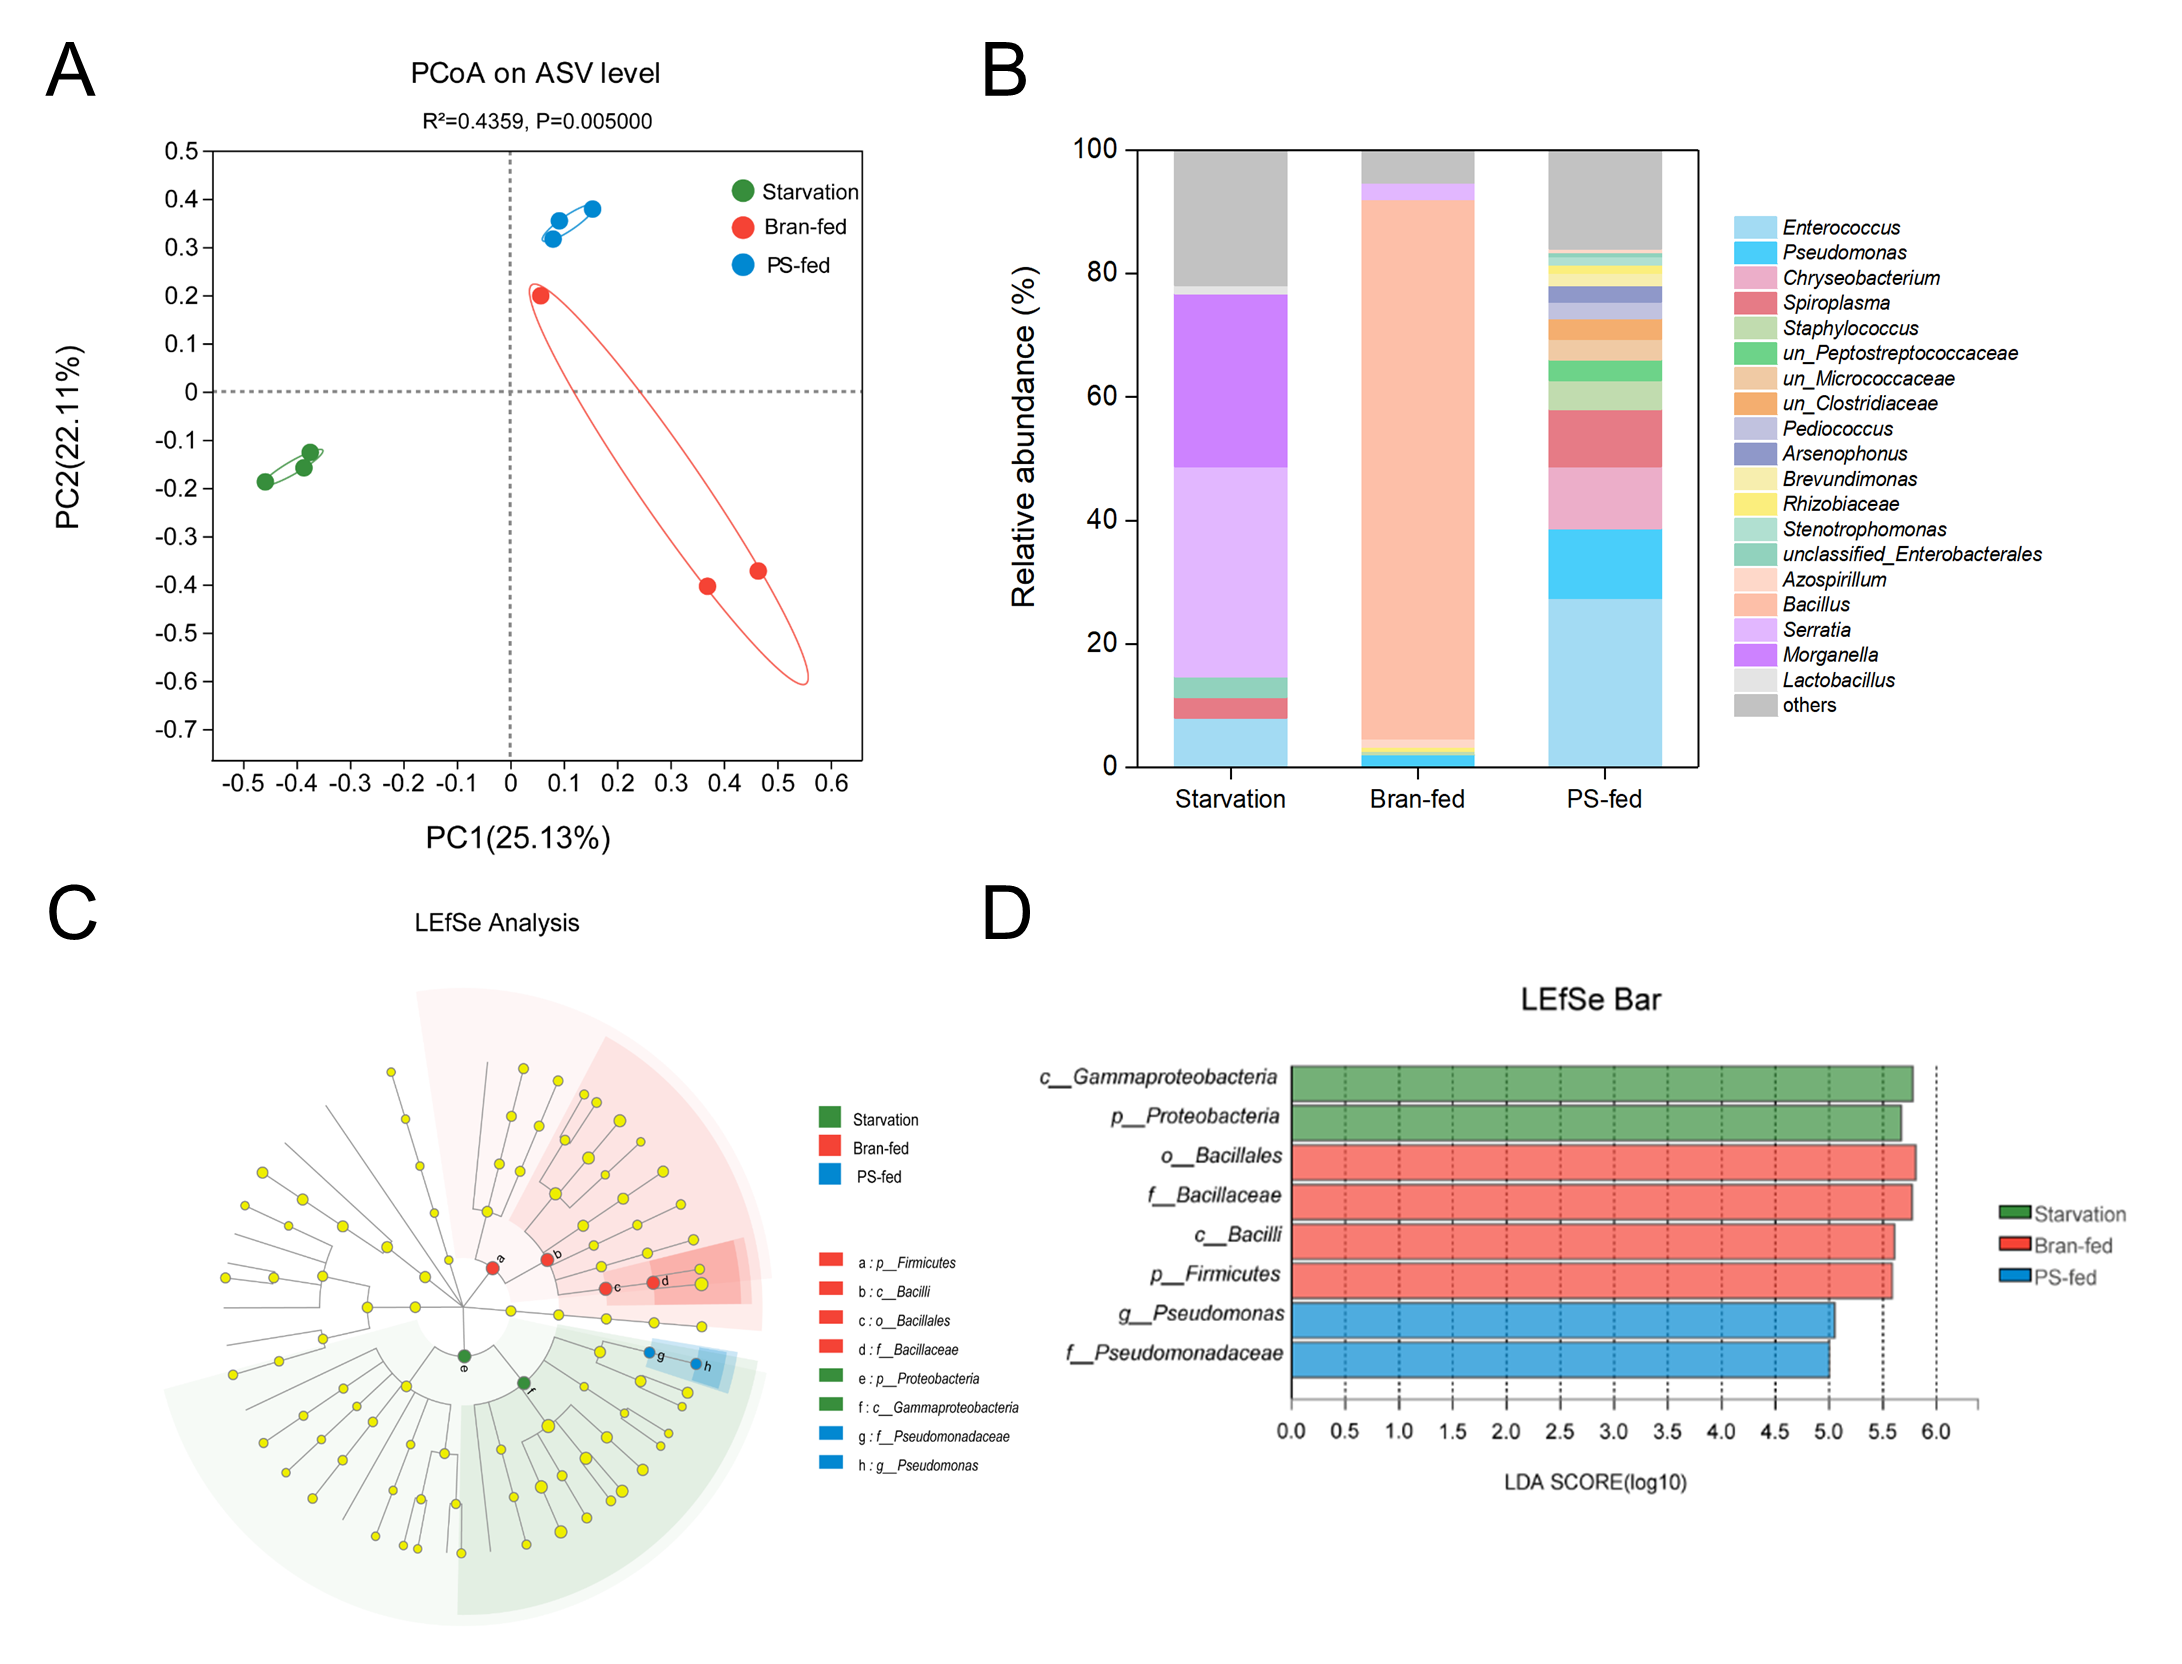 A
PCoA on ASV level
R²=0.4359, P=0.005000
0.5
0.4
0.3
0.2
0.1
0
-0.1
-0.2
-0.3
-0.4
-0.5
-0.6
-0.7
PC2(22.11%)
Starvation
Bran-fed
PS-fed
-0.5 -0.4 -0.3 -0.2 -0.1 0 0.1 0.2 0.3 0.4 0.5 0.6
PC1(25.13%)
B
100
80
60
40
20
0
Relative abundance (%)
Starvation Bran-fed PS-fed
Enterococcus
Pseudomonas
Chryseobacterium
Spiroplasma
Staphylococcus
un_Peptostreptococcaceae
un_Micrococcaceae
un_Clostridiaceae
Pediococcus
Arsenophonus
Brevundimonas
Rhizobiaceae
Stenotrophomonas
unclassified_Enterobacterales
Azospirillum
Bacillus
Serratia
Morganella
Lactobacillus
others
C
LEfSe Analysis
a
b
c
d
e
f
g
h
Starvation
Bran-fed
PS-fed
a : p__Firmicutes
b : c__Bacilli
c : o__Bacillales
d : f__Bacillaceae
e : p__Proteobacteria
f : c__Gammaproteobacteria
g : f__Pseudomonadaceae
h : g__Pseudomonas
D
LEfSe Bar
c__Gammaproteobacteria
p__Proteobacteria
o__Bacillales
f__Bacillaceae
c__Bacilli
p__Firmicutes
g__Pseudomonas
f__Pseudomonadaceae
Starvation
Bran-fed
PS-fed
0.0 0.5 1.0 1.5 2.0 2.5 3.0 3.5 4.0 4.5 5.0 5.5 6.0
LDA SCORE(log10)